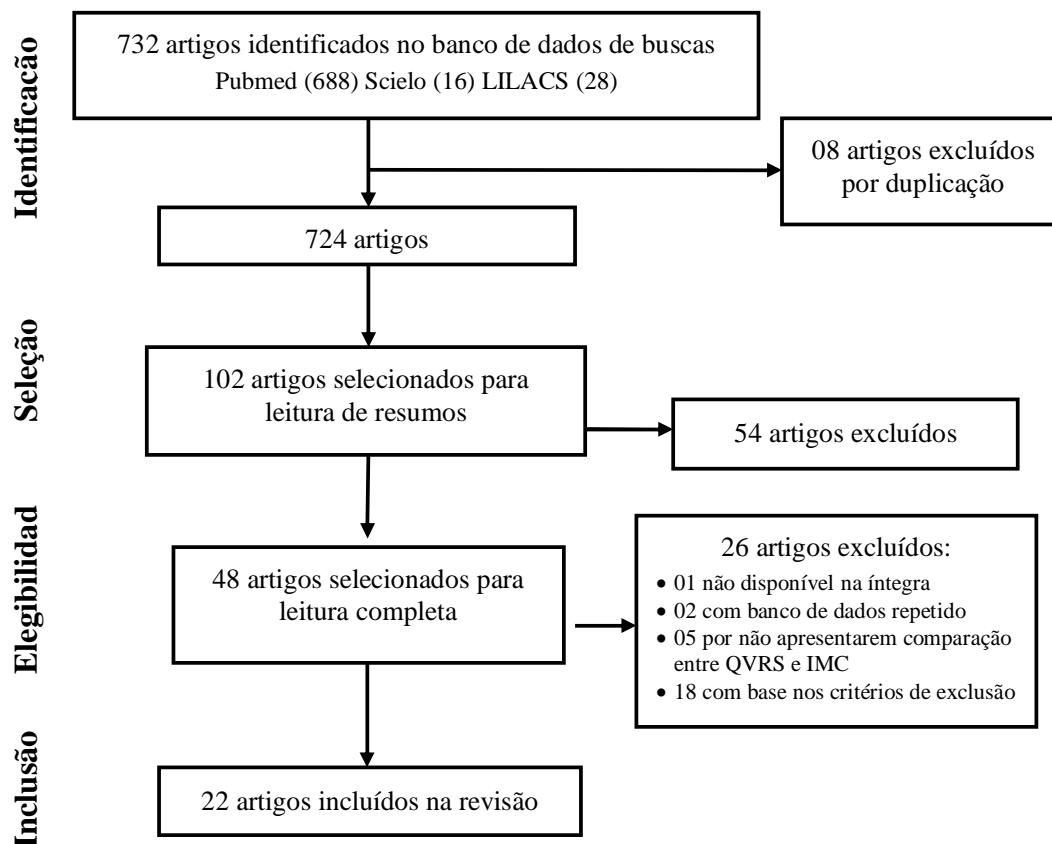 Identificação
732 artigos identificados no banco de dados de buscas
Pubmed (688) Scielo (16) LILACS (28)
08 artigos excluídos
por duplicação
724 artigos
Seleção
102 artigos selecionados para
leitura de resumos
54 artigos excluídos
Elegibilidad
48 artigos selecionados para
leitura completa
26 artigos excluídos:
• 01 não disponível na íntegra
• 02 com banco de dados repetido
• 05 por não apresentarem comparação
entre QVRS e IMC
• 18 com base nos critérios de exclusão
Inclusão
22 artigos incluídos na revisão